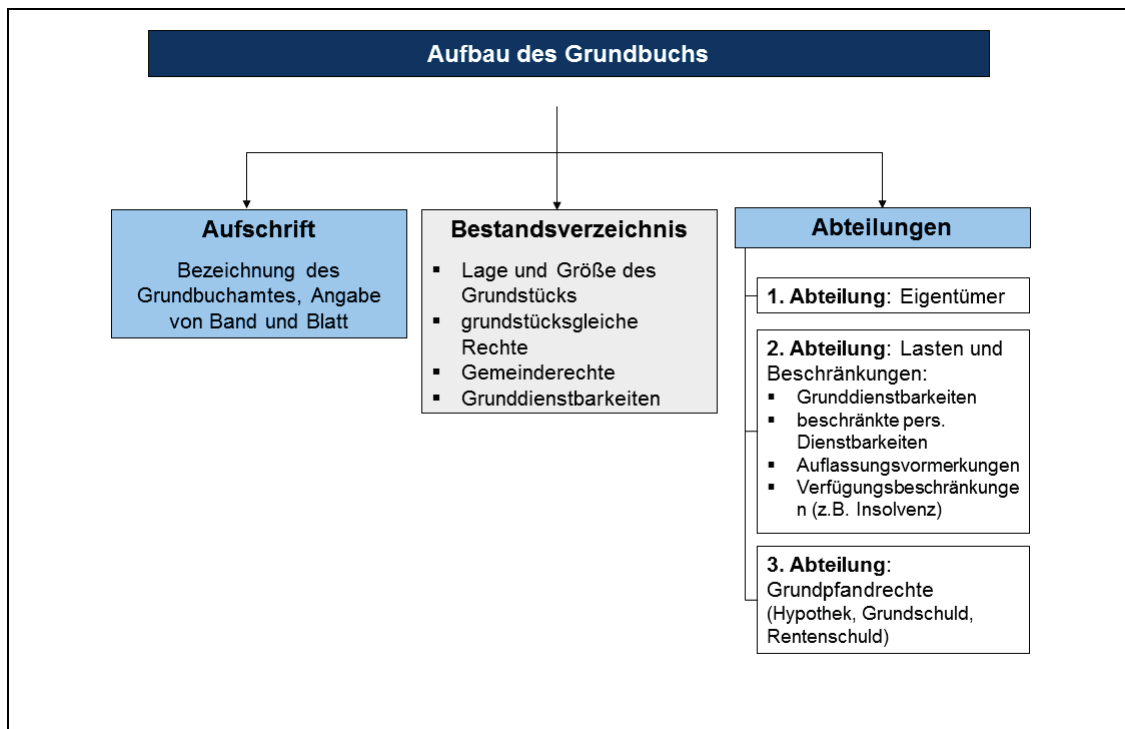 Aufbau des Grundbuchs
Aufschrift
Bezeichnung des
Grundbuchamtes, Angabe
von Band und Blatt
Bestandsverzeichnis
▪ Lage und Größe des
Grundstücks
▪ grundstücksgleiche
Rechte
▪ Gemeinderechte
▪ Grunddienstbarkeiten
Abteilungen
1. Abteilung: Eigentümer
2. Abteilung: Lasten und
Beschränkungen:
▪ Grunddienstbarkeiten
▪ beschränkte pers.
Dienstbarkeiten
▪ Auflassungsvormerkungen
▪ Verfügungsbeschränkunge
n (z.B. Insolvenz)
3. Abteilung:
Grundpfandrechte
(Hypothek, Grundschuld,
Rentenschuld)